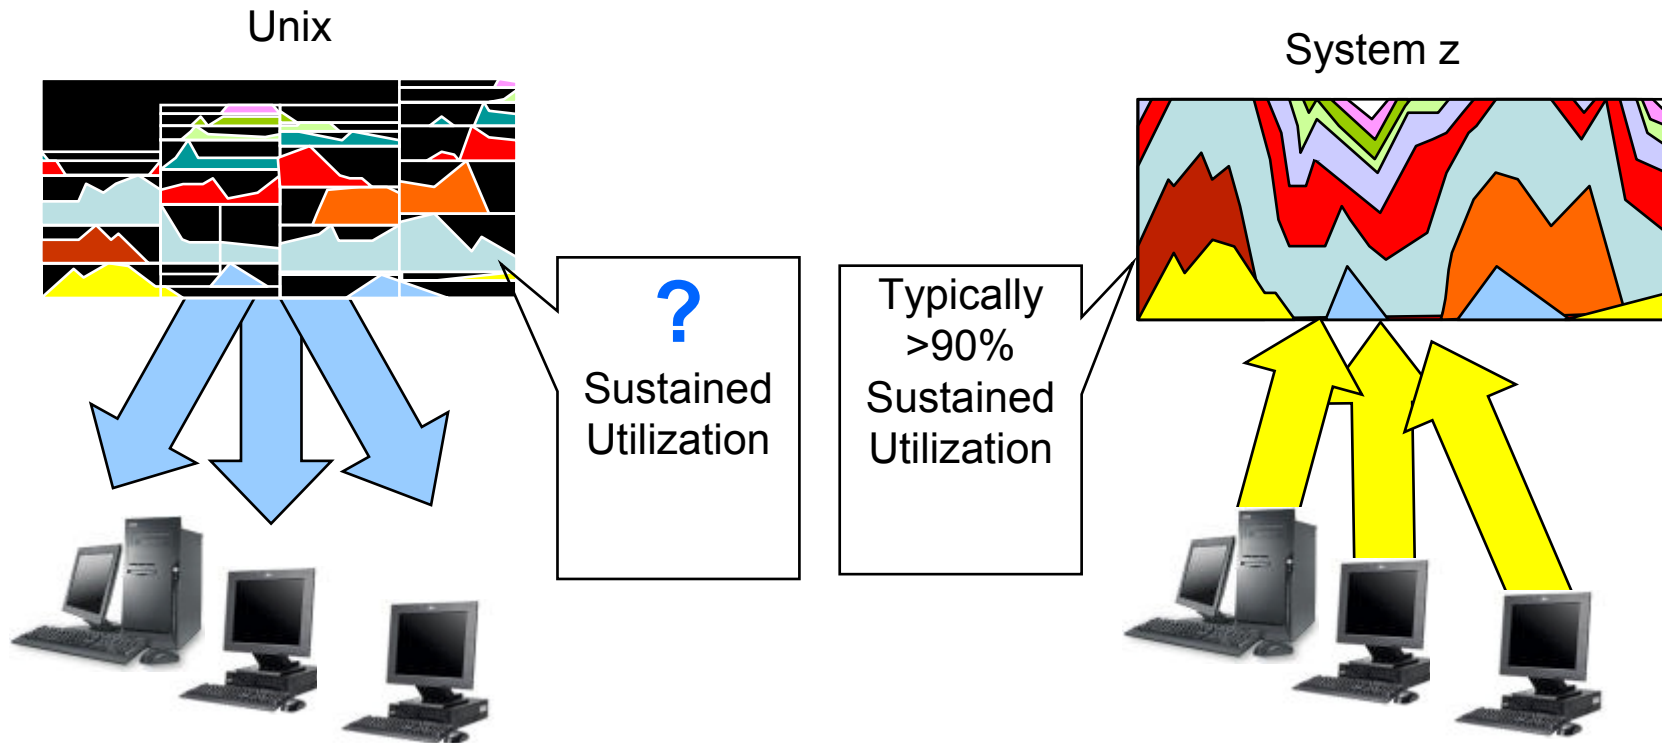 Unix
System z
?
Sustained
Utilization
Typically
>90%
Sustained
Utilization